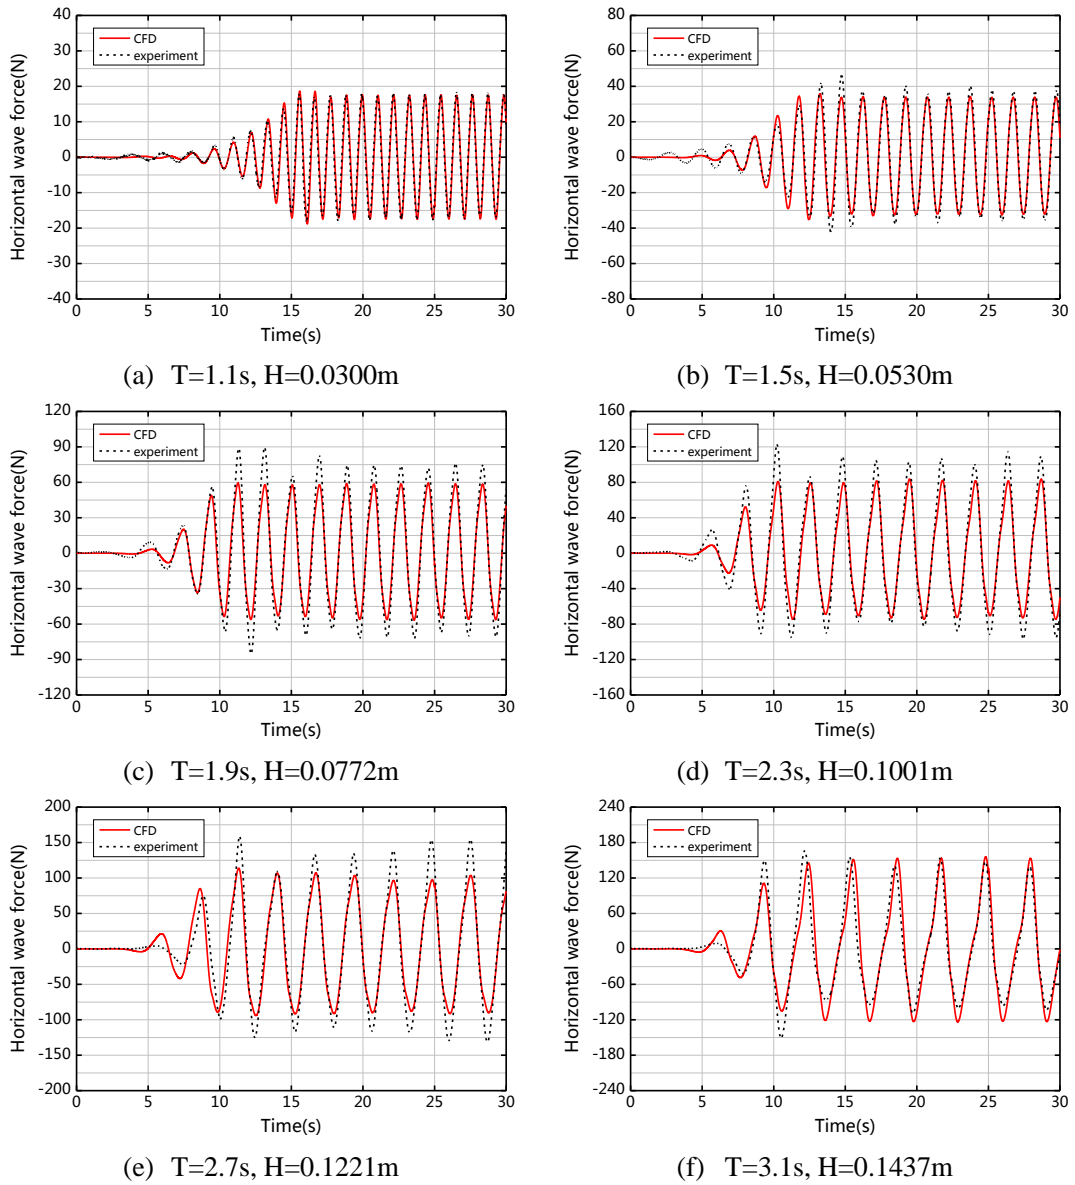 Horizontal wave force(N)
40
30
20
10
0
-10
-20
-30
-40
CFD
experiment
0 5 10 15 20 25 30
Time(s)
(a) T=1.1s, H=0.0300m
Horizontal wave force(N)
80
60
40
20
0
-20
-40
-60
-80
CFD
experiment
0 5 10 15 20 25 30
Time(s)
(b) T=1.5s, H=0.0530m
Horizontal wave force(N)
120
90
60
30
0
-30
-60
-90
-120
CFD
experiment
0 5 10 15 20 25 30
Time(s)
(c) T=1.9s, H=0.0772m
Horizontal wave force(N)
160
120
80
40
0
-40
-80
-120
-160
CFD
experiment
0 5 10 15 20 25 30
Time(s)
(d) T=2.3s, H=0.1001m
Horizontal wave force(N)
200
150
100
50
0
-50
-100
-150
-200
CFD
experiment
0 5 10 15 20 25 30
Time(s)
(e) T=2.7s, H=0.1221m
Horizontal wave force(N)
240
180
120
60
0
-60
-120
-180
-240
CFD
experiment
0 5 10 15 20 25 30
Time(s)
(f) T=3.1s, H=0.1437m